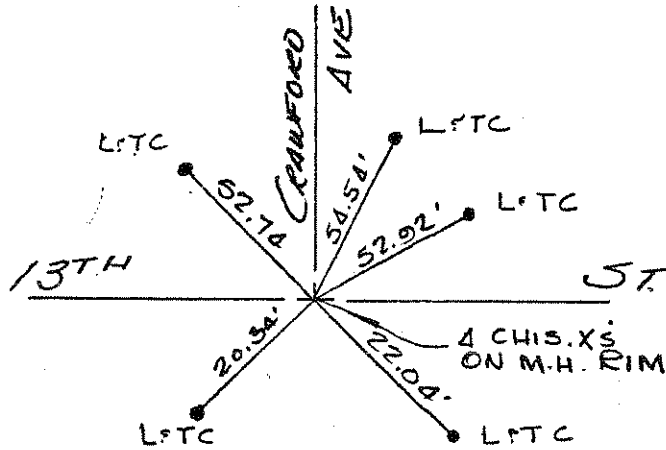 CRAWFORD
AVE
L&TC
L&TC
52.74
54.54'
52.92'
L&TC
13TH
ST.
4 CHIS. X'S
ON M.H. RIM
20.34'
22.04'
L&TC
L&TC